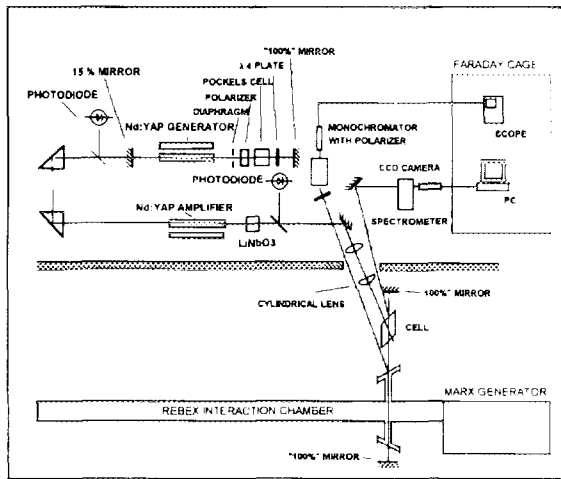 "100%" MIRROR
λ/4 PLATE
15 % MIRROR
POCKELS CELL
FARADAY CAGE
PHOTODIODE
POLARIZER
DIAPHRAGM
Nd:YAP GENERATOR
SCOPE
MONOCHROMATOR
WITH POLARIZER
PHOTODIODE
CCD CAMERA
PC
Nd:YAP AMPLIFIER
SPECTROMETER
LiNbO3
"100%" MIRROR
CYLINDRICAL LENS
CELL
MARX GENERATOR
REBEX INTERACTION CHAMBER
"100%" MIRROR